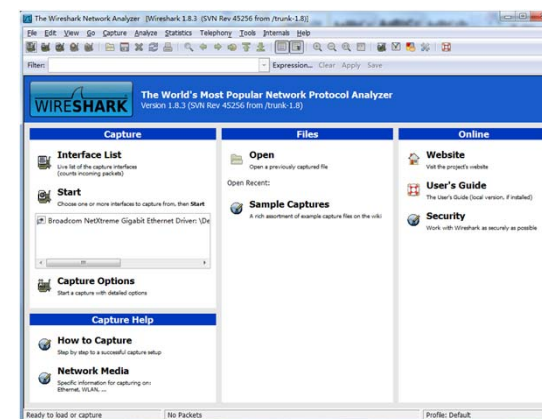 The Wireshark Network Analyzer [Wireshark 1.8.3 (SVN Rev 45256 from /trunk-1.8)]
File Edit View Go Capture Analyze Statistics Telephony Tools Internals Help
Filter: Expression... Clear Apply Save
WIRESHARK
The World's Most Popular Network Protocol Analyzer
Version 1.8.3 (SVN Rev 45256 from /trunk-1.8)
Capture
Interface List
Live list of the capture interfaces
(counts incoming packets)
Start
Choose one or more interfaces to capture from, then Start
Broadcom NetXtreme Gigabit Ethernet Driver: \De
Capture Options
Start a capture with detailed options
Capture Help
How to Capture
Step by step to a successful capture setup
Network Media
Specific information for capturing on:
Ethernet, WLAN, ...
Files
Open
Open a previously captured file
Open Recent:
Sample Captures
A rich assortment of example capture files on the wiki
Online
Website
Visit the project's website
User's Guide
The User's Guide (local version, if installed)
Security
Work with Wireshark as securely as possible
Ready to load or capture No Packets Profile: Default